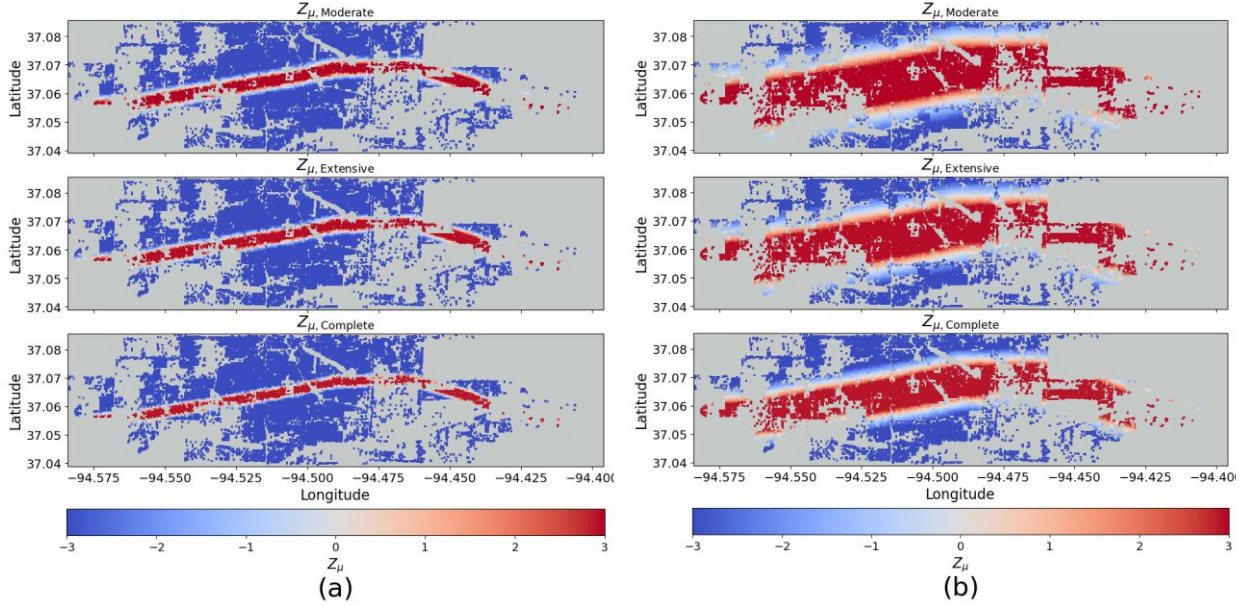 Z_μ, Moderate
Latitude
37.08
37.07
37.06
37.05
37.04
Z_μ, Extensive
Latitude
37.08
37.07
37.06
37.05
37.04
Z_μ, Complete
Latitude
37.08
37.07
37.06
37.05
37.04
−94.575 −94.550 −94.525 −94.500 −94.475 −94.450 −94.425 −94.400
Longitude
−3 −2 −1 0 1 2 3
Z_μ
(a)
Z_μ, Moderate
Latitude
37.08
37.07
37.06
37.05
37.04
Z_μ, Extensive
Latitude
37.08
37.07
37.06
37.05
37.04
Z_μ, Complete
Latitude
37.08
37.07
37.06
37.05
37.04
−94.575 −94.550 −94.525 −94.500 −94.475 −94.450 −94.425 −94.400
Longitude
−3 −2 −1 0 1 2 3
Z_μ
(b)